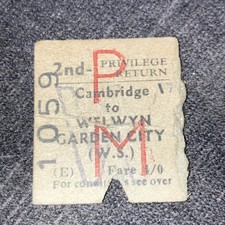 2nd- PRIVILEGE
RETURN
P
Cambridge
to
WELWYN
GARDEN CITY
(W.S.)
M
(E) Fare 4/0
For conditions see over
1059